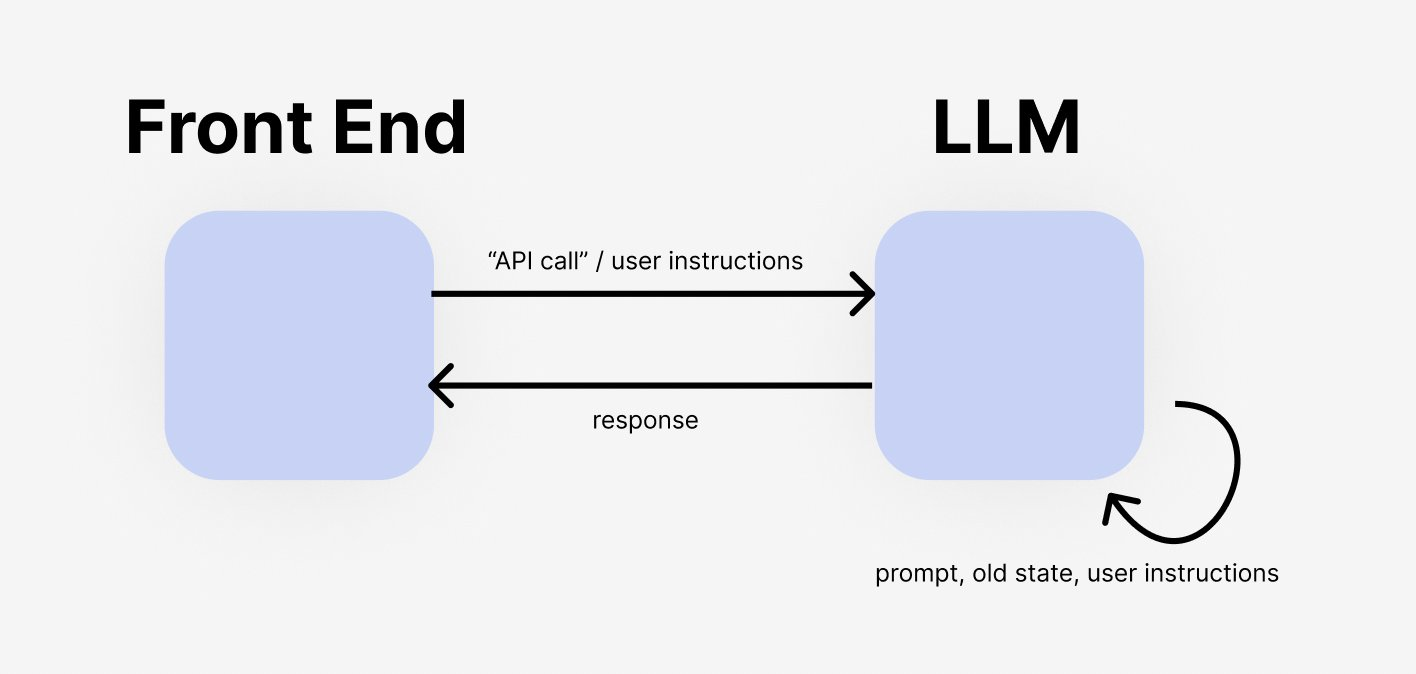 Front End
LLM
“API call” / user instructions
response
prompt, old state, user instructions